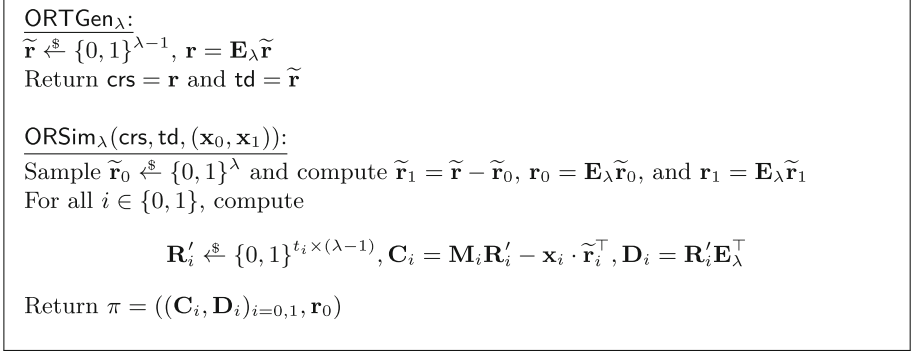 ORTGen_λ:
r̃ ←$ {0, 1}^{λ−1}, r = E_λ r̃
Return crs = r and td = r̃
ORSim_λ(crs, td, (x_0, x_1)):
Sample r̃_0 ←$ {0, 1}^λ and compute r̃_1 = r̃ − r̃_0, r_0 = E_λ r̃_0, and r_1 = E_λ r̃_1
For all i ∈ {0, 1}, compute
R′_i ←$ {0, 1}^{t_i×(λ−1)}, C_i = M_i R′_i − x_i · r̃_i^⊤, D_i = R′_i E_λ^⊤
Return π = ((C_i, D_i)_{i=0,1}, r_0)